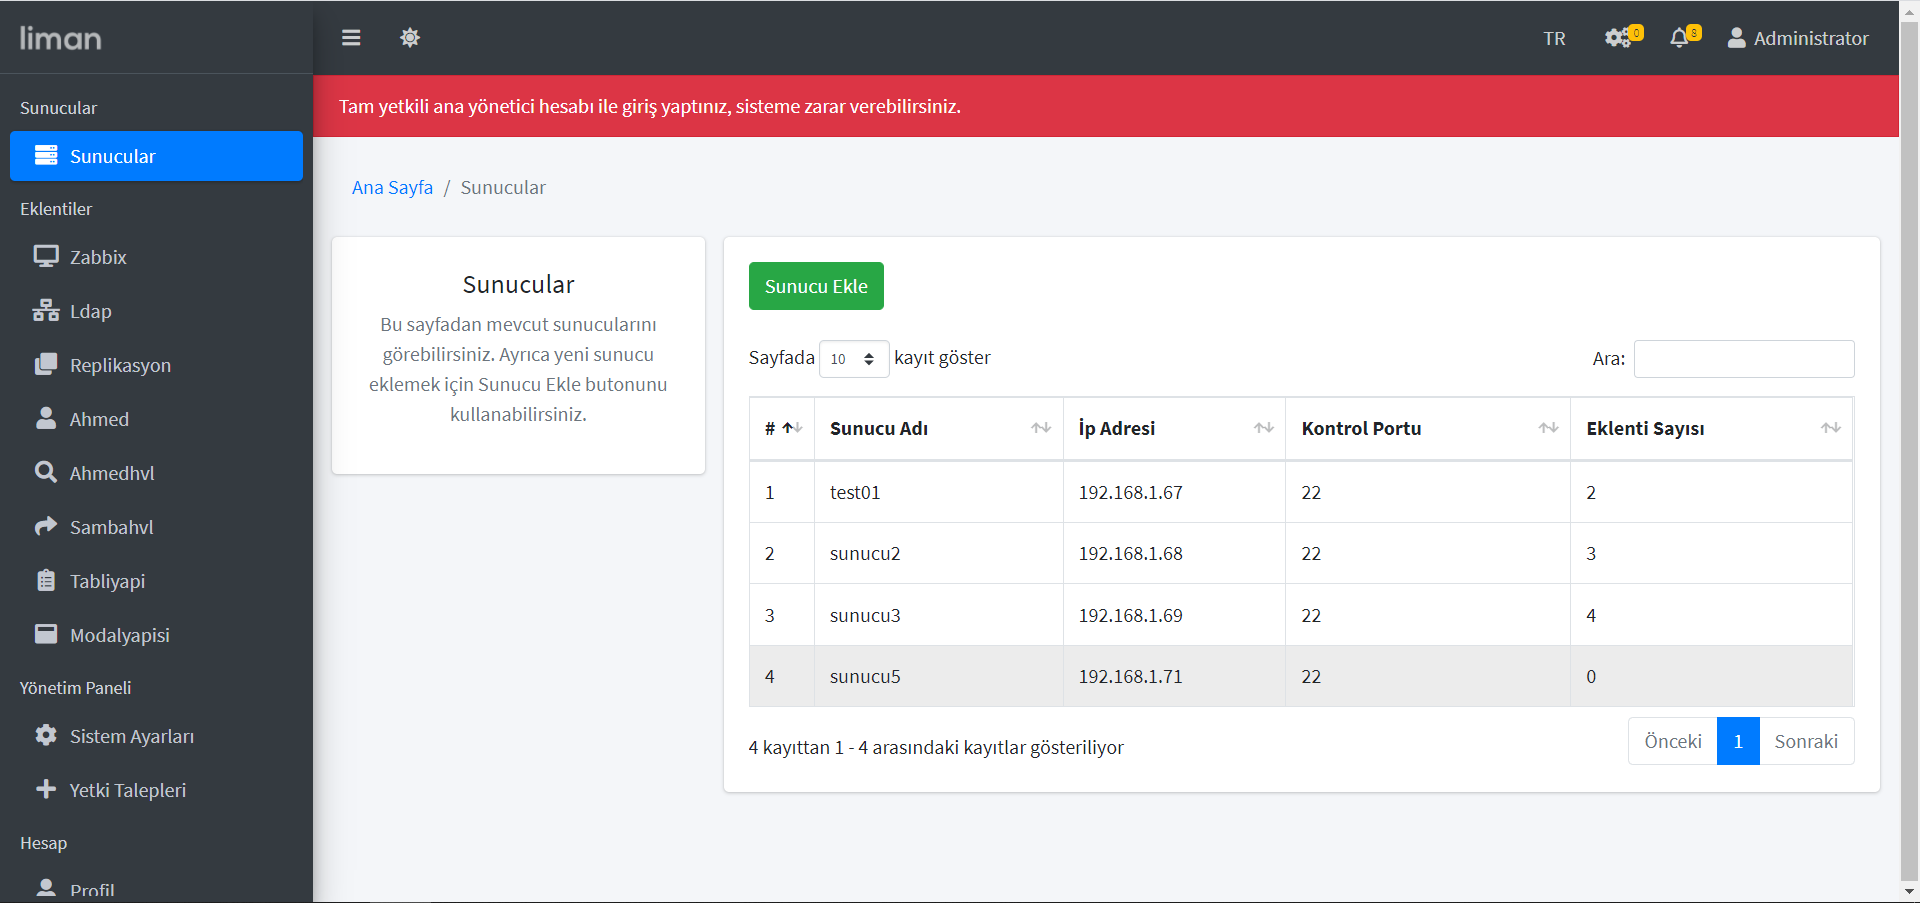 liman
TR
0
8
Administrator
Tam yetkili ana yönetici hesabı ile giriş yaptınız, sisteme zarar verebilirsiniz.
Sunucular
Sunucular
Eklentiler
Zabbix
Ldap
Replikasyon
Ahmed
Ahmedhvl
Sambahvl
Tabliyapi
Modalyapisi
Yönetim Paneli
Sistem Ayarları
Yetki Talepleri
Hesap
Profil
Ana Sayfa / Sunucular
Sunucular
Bu sayfadan mevcut sunucularını
görebilirsiniz. Ayrıca yeni sunucu
eklemek için Sunucu Ekle butonunu
kullanabilirsiniz.
Sunucu Ekle
Sayfada 10 kayıt göster
Ara:
# Sunucu Adı İp Adresi Kontrol Portu Eklenti Sayısı
1 test01 192.168.1.67 22 2
2 sunucu2 192.168.1.68 22 3
3 sunucu3 192.168.1.69 22 4
4 sunucu5 192.168.1.71 22 0
4 kayıttan 1 - 4 arasındaki kayıtlar gösteriliyor
Önceki 1 Sonraki